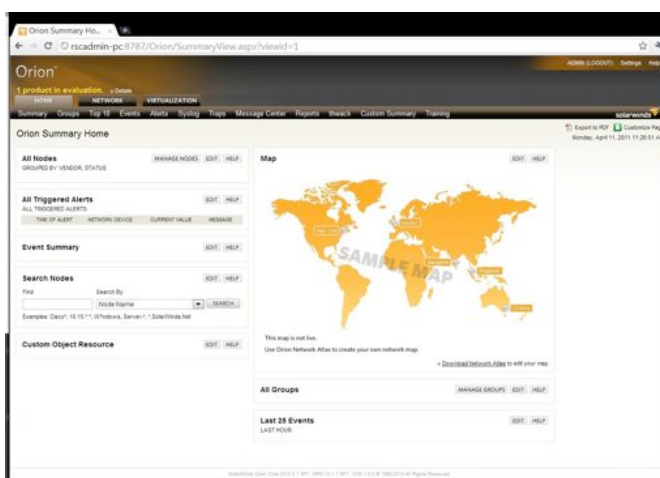 Orion Summary Ho...
rscadmin-pc:8787/Orion/SummaryView.aspx?viewid=1
Orion
ADMIN (LOGOUT) Settings Help
1 product in evaluation. » Details
HOME NETWORK VIRTUALIZATION
Summary Groups Top 10 Events Alerts Syslog Traps Message Center Reports thwack Custom Summary Training
solarwinds
Orion Summary Home
Export to PDF Customize Pag
Monday, April 11, 2011 11:20:51 A
All Nodes MANAGE NODES EDIT HELP
GROUPED BY VENDOR, STATUS
All Triggered Alerts EDIT HELP
ALL TRIGGERED ALERTS
TIME OF ALERT NETWORK DEVICE CURRENT VALUE MESSAGE
Event Summary EDIT HELP
Search Nodes EDIT HELP
Find Search By
Node Name SEARCH
Examples: Cisco*, 10.15.*.*, W?ndows, Server-*, *.SolarWinds.Net
Custom Object Resource EDIT HELP
Map EDIT HELP
SAMPLE MAP
This map is not live.
Use Orion Network Atlas to create your own network map.
» Download Network Atlas to edit your map.
All Groups MANAGE GROUPS EDIT HELP
Last 25 Events EDIT HELP
LAST HOUR